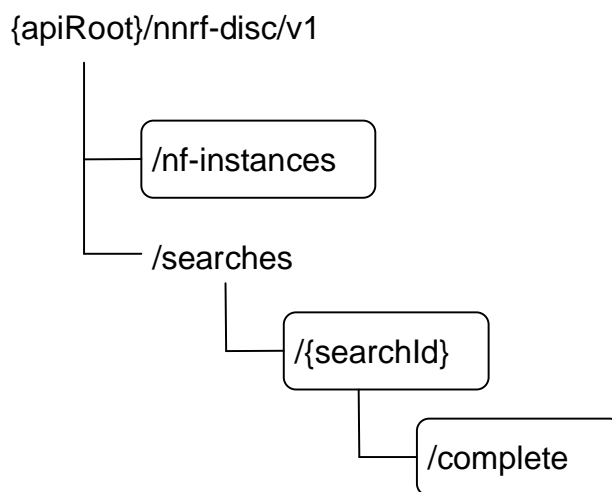 {apiRoot}/nnrf-disc/v1
/nf-instances
/searches
/{searchId}
/complete